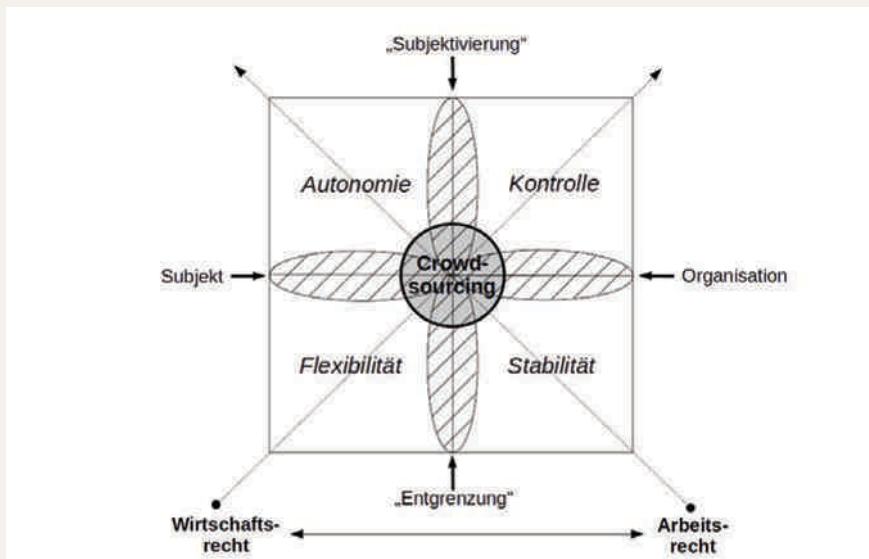 „Subjektivierung“
Autonomie
Kontrolle
Subjekt
Crowd-
sourcing
Organisation
Flexibilität
Stabilität
„Entgrenzung“
Wirtschafts-
recht
Arbeits-
recht